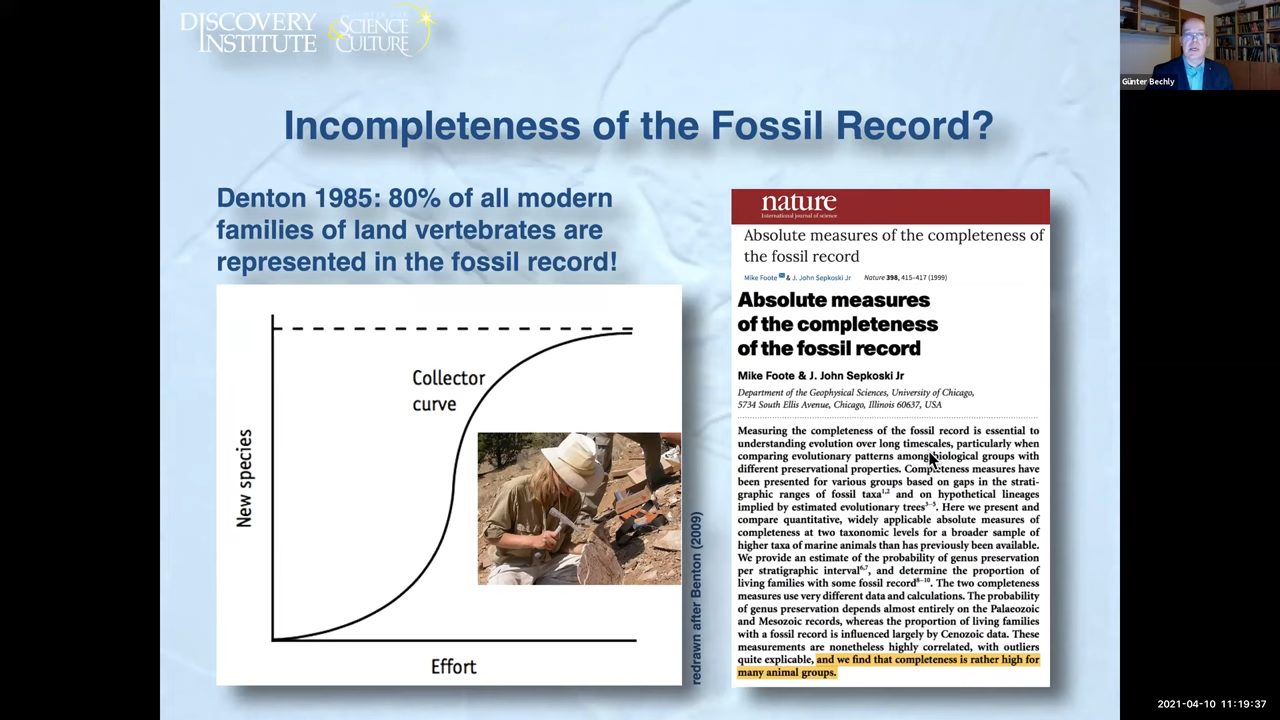 DISCOVERY
INSTITUTE
SCIENCE
&CULTURE
Günter Bechly
Incompleteness of the Fossil Record?
Denton 1985: 80% of all modern
families of land vertebrates are
represented in the fossil record!
Collector
curve
New species
Effort
redrawn after Benton (2009)
nature
International journal of science
Absolute measures of the completeness of
the fossil record
Mike Foote & J. John Sepkoski Jr Nature 398, 415–417 (1999)
Absolute measures
of the completeness
of the fossil record
Mike Foote & J. John Sepkoski Jr
Department of the Geophysical Sciences, University of Chicago,
5734 South Ellis Avenue, Chicago, Illinois 60637, USA
Measuring the completeness of the fossil record is essential to
understanding evolution over long timescales, particularly when
comparing evolutionary patterns among biological groups with
different preservational properties. Completeness measures have
been presented for various groups based on gaps in the strati-
graphic ranges of fossil taxa1,2 and on hypothetical lineages
implied by estimated evolutionary trees3–5. Here we present and
compare quantitative, widely applicable absolute measures of
completeness at two taxonomic levels for a broader sample of
higher taxa of marine animals than has previously been available.
We provide an estimate of the probability of genus preservation
per stratigraphic interval6,7, and determine the proportion of
living families with some fossil record8–10. The two completeness
measures use very different data and calculations. The probability
of genus preservation depends almost entirely on the Palaeozoic
and Mesozoic records, whereas the proportion of living families
with a fossil record is influenced largely by Cenozoic data. These
measurements are nonetheless highly correlated, with outliers
quite explicable, and we find that completeness is rather high for
many animal groups.
2021-04-10 11:19:37